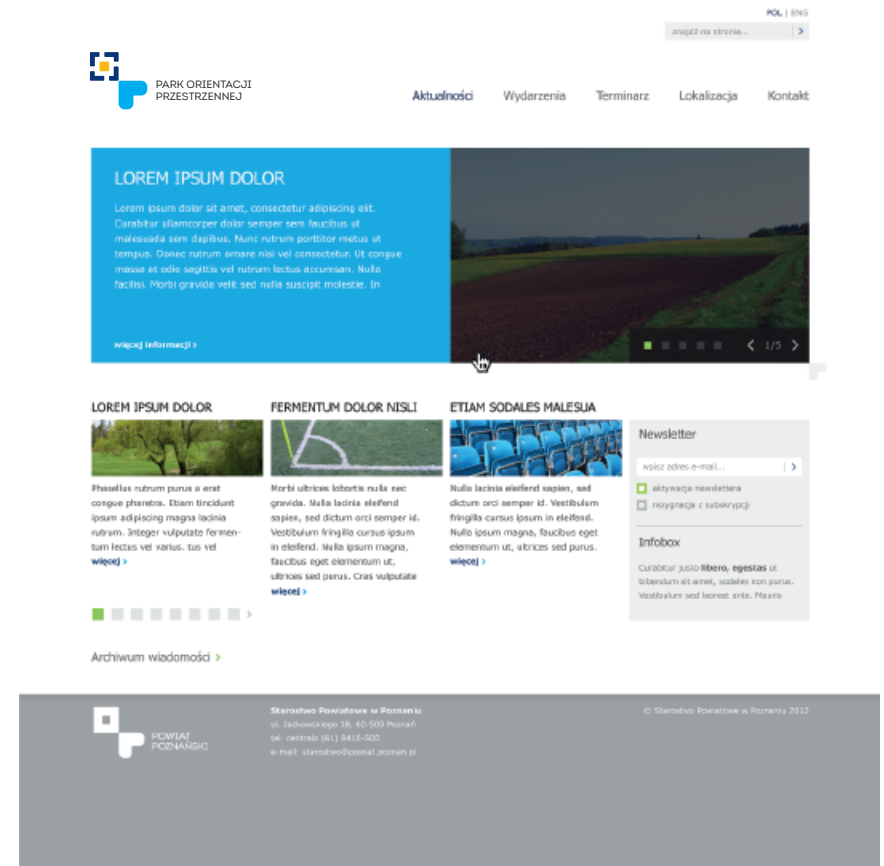 POL | ENG
znajdź na stronie...
PARK ORIENTACJI
PRZESTRZENNEJ
Aktualności Wydarzenia Terminarz Lokalizacja Kontakt
LOREM IPSUM DOLOR
Lorem ipsum dolor sit amet, consectetur adipiscing elit.
Curabitur ullamcorper dolor semper sem faucibus ut
malesuada sem dapibus. Nunc rutrum porttitor metus ut
tempus. Donec rutrum ornare nisi vel consectetur. Ut congue
massa at odio sagittis vel rutrum lectus accumsan. Nulla
facilisi. Morbi gravida velit sed nulla suscipit molestie. In
więcej informacji >
1/5
LOREM IPSUM DOLOR
Phasellus rutrum purus a erat
congue pharetra. Etiam tincidunt
ipsum adipiscing magna lacinia
rutrum. Integer vulputate fermen-
tum lectus vel varius. tus vel
więcej >
FERMENTUM DOLOR NISLI
Morbi ultrices lobortis nulla nec
gravida. Nulla lacinia eleifend
sapien, sed dictum orci semper id.
Vestibulum fringilla cursus ipsum
in eleifend. Nulla ipsum magna,
faucibus eget elementum ut,
ultrices sed purus. Cras vulputate
więcej >
ETIAM SODALES MALESUA
Nulla lacinia eleifend sapien, sed
dictum orci semper id. Vestibulum
fringilla cursus ipsum in eleifend.
Nulla ipsum magna, faucibus eget
elementum ut, ultrices sed purus.
więcej >
Newsletter
wpisz adres e-mail...
aktywacja newslettera
rezygnacja z subskrypcji
Infobox
Curabitur justo libero, egestas ut
bibendum sit amet, sodales non purus.
Vestibulum sed laoreet ante. Mauris
Archiwum wiadomości >
POWIAT
POZNAŃSKI
Starostwo Powiatowe w Poznaniu
ul. Jackowskiego 18, 60-509 Poznań
tel. centrala (61) 8410-500
e-mail: starostwo@powiat.poznan.pl
© Starostwo Powiatowe w Poznaniu 2012